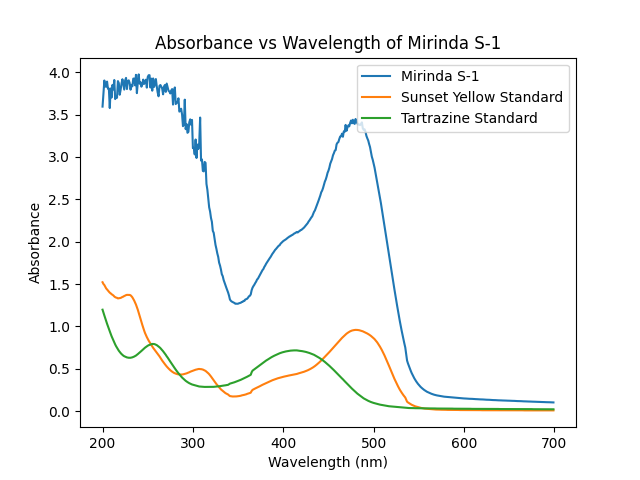 Absorbance vs Wavelength of Mirinda S-1
Mirinda S-1
Sunset Yellow Standard
Tartrazine Standard
4.0
3.5
3.0
2.5
2.0
1.5
1.0
0.5
0.0
Absorbance
200 300 400 500 600 700
Wavelength (nm)